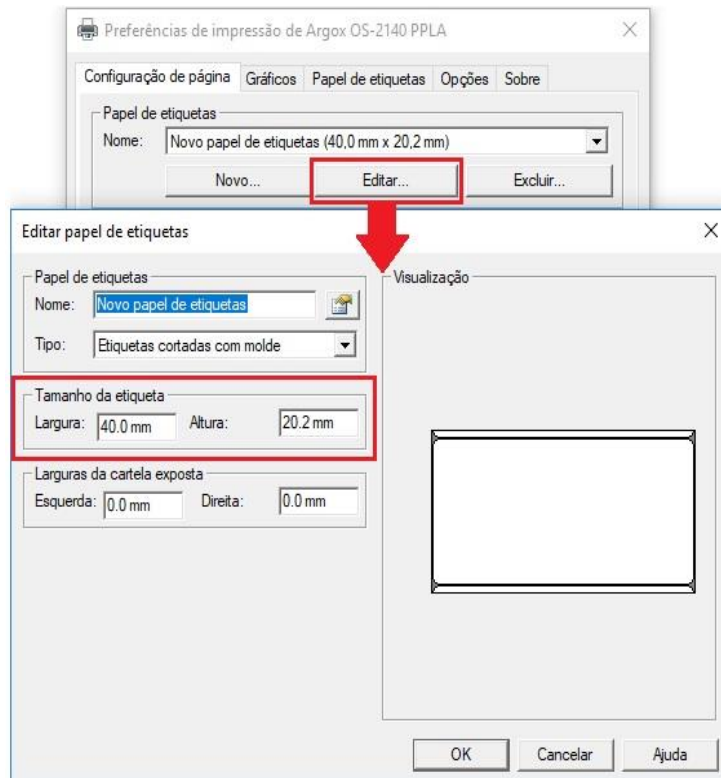 Preferências de impressão de Argox OS-2140 PPLA
Configuração de página Gráficos Papel de etiquetas Opções Sobre
Papel de etiquetas
Nome: Novo papel de etiquetas (40,0 mm x 20,2 mm)
Novo... Editar... Excluir...
Editar papel de etiquetas
Papel de etiquetas
Nome: Novo papel de etiquetas
Tipo: Etiquetas cortadas com molde
Tamanho da etiqueta
Largura: 40.0 mm Altura: 20.2 mm
Larguras da cartela exposta
Esquerda: 0.0 mm Direita: 0.0 mm
Visualização
OK Cancelar Ajuda